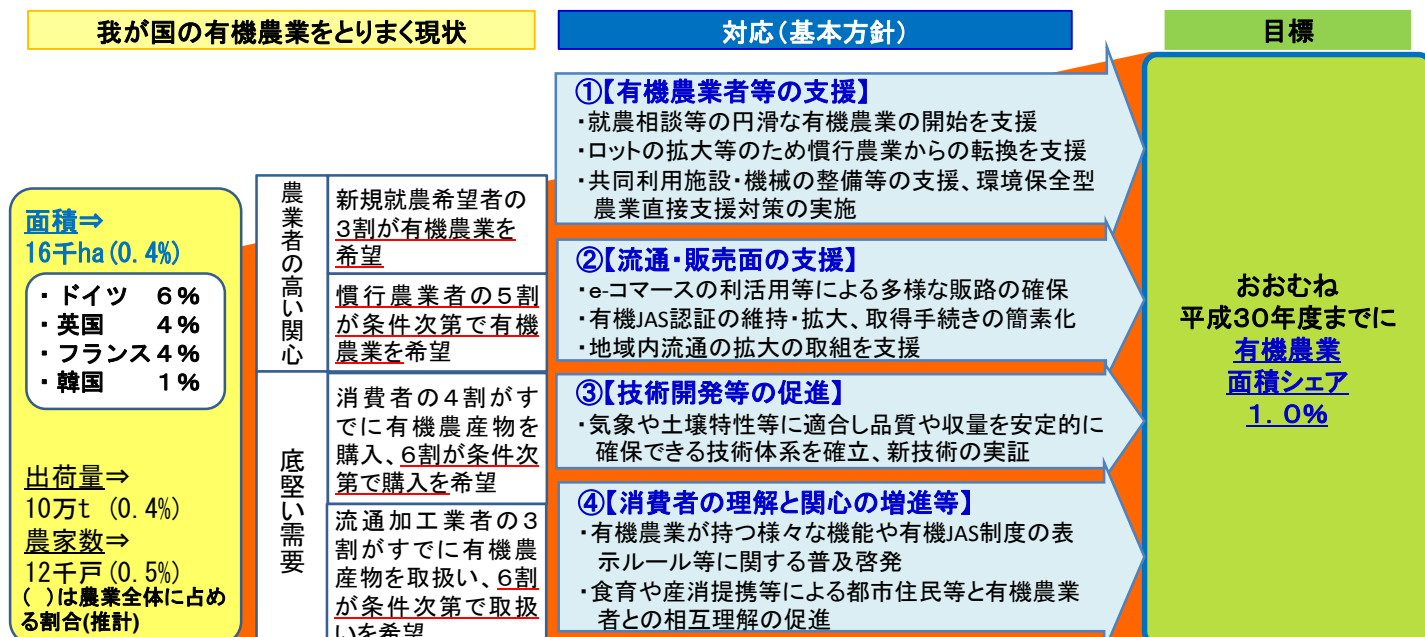 我が国の有機農業をとりまく現状
面積⇒
16千ha(0.4%)
・ドイツ 6%
・英国 4%
・フランス4%
・韓国 1%
出荷量⇒
10万t (0.4%)
農家数⇒
12千戸(0.5%)
( )は農業全体に占め
る割合(推計)
農業者の高い関心
新規就農希望者の
3割が有機農業を
希望
慣行農業者の5割
が条件次第で有機
農業を希望
底堅い需要
消費者の4割がす
でに有機農産物を
購入、6割が条件次
第で購入を希望
流通加工業者の3
割がすでに有機農
産物を取扱い、6割
が条件次第で取扱
いを希望
対応(基本方針)
①【有機農業者等の支援】
・就農相談等の円滑な有機農業の開始を支援
・ロットの拡大等のため慣行農業からの転換を支援
・共同利用施設・機械の整備等の支援、環境保全型
農業直接支援対策の実施
②【流通・販売面の支援】
・e-コマースの利活用等による多様な販路の確保
・有機JAS認証の維持・拡大、取得手続きの簡素化
・地域内流通の拡大の取組を支援
③【技術開発等の促進】
・気象や土壌特性等に適合し品質や収量を安定的に
確保できる技術体系を確立、新技術の実証
④【消費者の理解と関心の増進等】
・有機農業が持つ様々な機能や有機JAS制度の表
示ルール等に関する普及啓発
・食育や産消提携等による都市住民等と有機農業
者との相互理解の促進
目標
おおむね
平成30年度までに
有機農業
面積シェア
1.0%